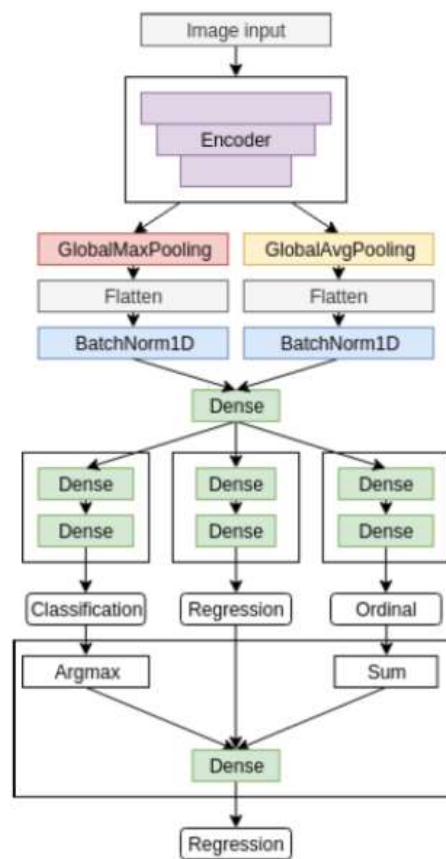 Image input
Encoder
GlobalMaxPooling GlobalAvgPooling
Flatten Flatten
BatchNorm1D BatchNorm1D
Dense
Dense Dense Dense
Dense Dense Dense
Classification Regression Ordinal
Argmax Sum
Dense
Regression